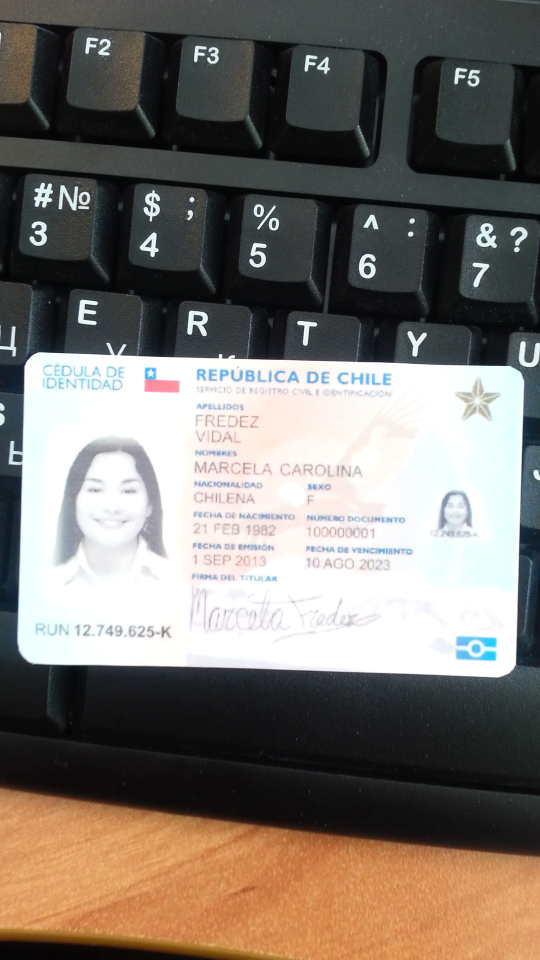 F2 F3 F4 F5
#№ $ ; % ^ : & ?
3 4 5 6 7
E R T Y U
CÉDULA DE
IDENTIDAD
REPÚBLICA DE CHILE
SERVICIO DE REGISTRO CIVIL E IDENTIFICACIÓN
APELLIDOS
FREDEZ
VIDAL
NOMBRES
MARCELA CAROLINA
NACIONALIDAD SEXO
CHILENA F
FECHA DE NACIMIENTO NÚMERO DOCUMENTO
21 FEB 1982 100000001
12.749.625-K
FECHA DE EMISIÓN FECHA DE VENCIMIENTO
1 SEP 2013 10 AGO 2023
FIRMA DEL TITULAR
Marcela Fredez
RUN 12.749.625-K